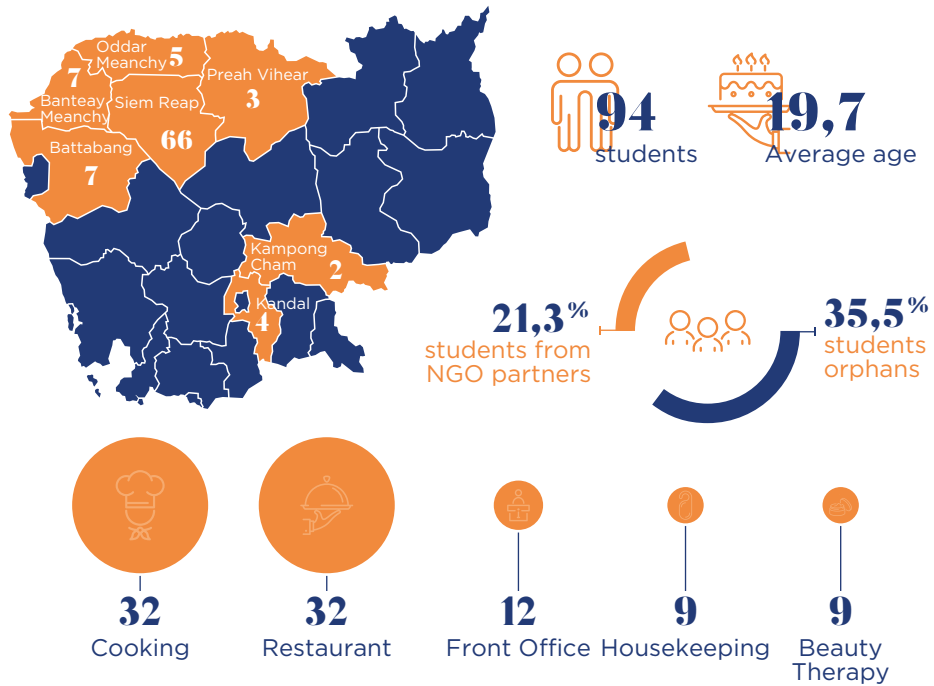 Oddar
Meanchy 5
7
Banteay
Meanchy
Siem Reap
66
Preah Vihear
3
Battabang
7
Kampong
Cham
2
Kandal
4
94
students
19,7
Average age
21,3%
students from
NGO partners
35,5%
students
orphans
32
Cooking
32
Restaurant
12
Front Office
9
Housekeeping
9
Beauty
Therapy